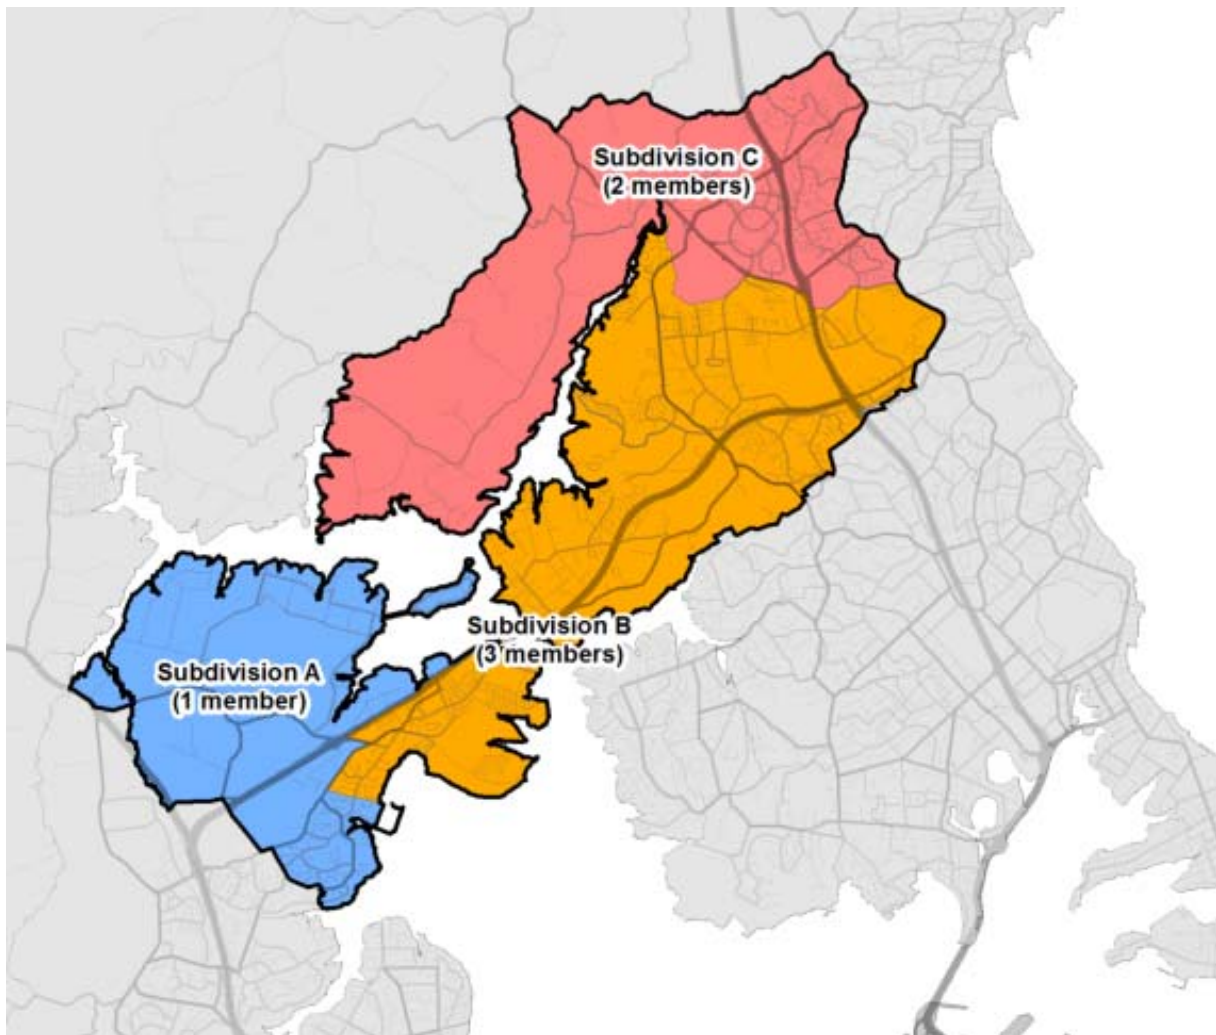 Subdivision C
(2 members)
Subdivision B
(3 members)
Subdivision A
(1 member)